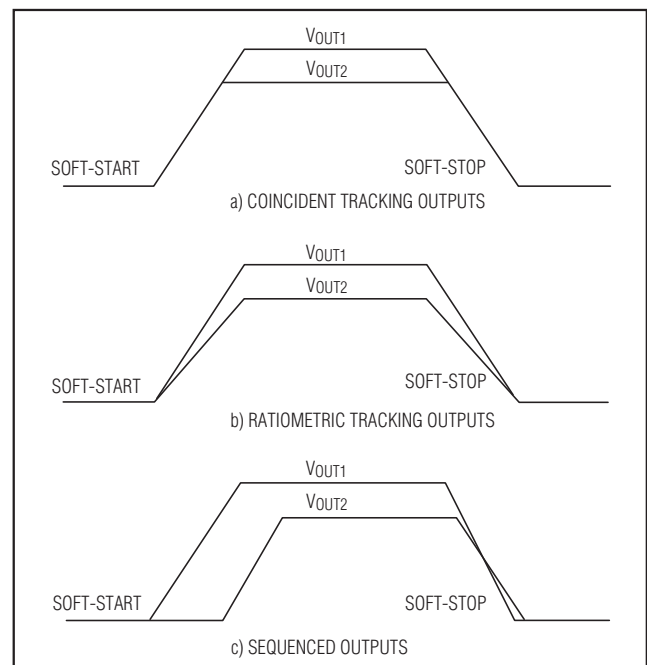 VOUT1
VOUT2
SOFT-START
SOFT-STOP
a) COINCIDENT TRACKING OUTPUTS
VOUT1
VOUT2
SOFT-START
SOFT-STOP
b) RATIOMETRIC TRACKING OUTPUTS
VOUT1
VOUT2
SOFT-START
SOFT-STOP
c) SEQUENCED OUTPUTS